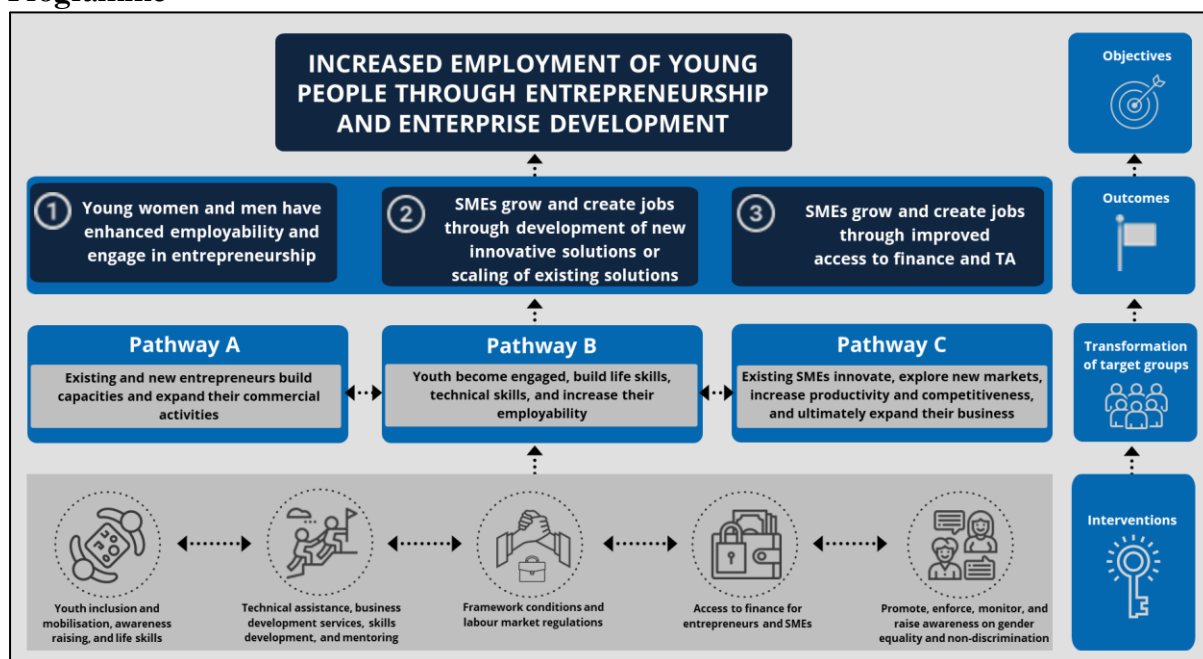 Programme
INCREASED EMPLOYMENT OF YOUNG
PEOPLE THROUGH ENTREPRENEURSHIP
AND ENTERPRISE DEVELOPMENT
Objectives
1
Young women and men have
enhanced employability and
engage in entrepreneurship
2
SMEs grow and create jobs
through development of new
innovative solutions or
scaling of existing solutions
3
SMEs grow and create jobs
through improved
access to finance and TA
Outcomes
Pathway A
Existing and new entrepreneurs build
capacities and expand their commercial
activities
Pathway B
Youth become engaged, build life skills,
technical skills, and increase their
employability
Pathway C
Existing SMEs innovate, explore new markets,
increase productivity and competitiveness,
and ultimately expand their business
Transformation
of target groups
Youth inclusion and
mobilisation, awareness
raising, and life skills
Technical assistance, business
development services, skills
development, and mentoring
Framework conditions and
labour market regulations
Access to finance for
entrepreneurs and SMEs
Promote, enforce, monitor, and
raise awareness on gender
equality and non-discrimination
Interventions